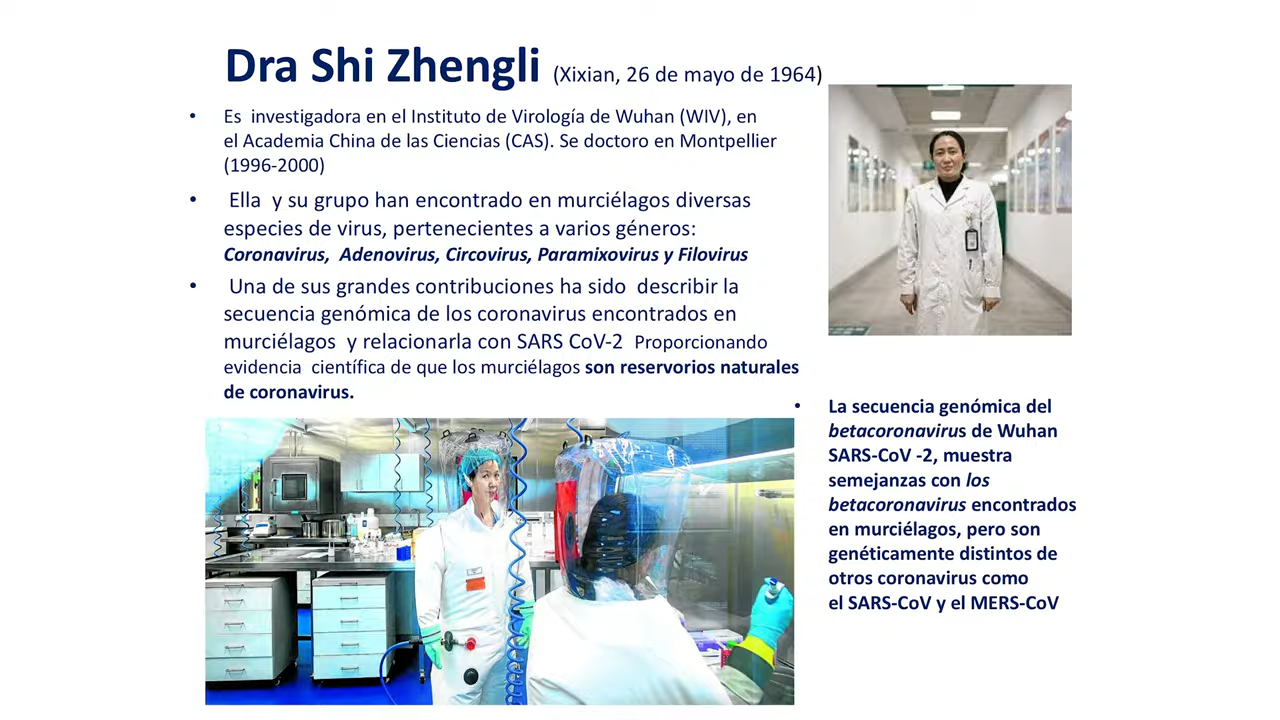 Dra Shi Zhengli (Xixian, 26 de mayo de 1964)
• Es investigadora en el Instituto de Virología de Wuhan (WIV), en
el Academia China de las Ciencias (CAS). Se doctoro en Montpellier
(1996-2000)
• Ella y su grupo han encontrado en murciélagos diversas
especies de virus, pertenecientes a varios géneros:
Coronavirus, Adenovirus, Circovirus, Paramixovirus y Filovirus
• Una de sus grandes contribuciones ha sido describir la
secuencia genómica de los coronavirus encontrados en
murciélagos y relacionarla con SARS CoV-2 Proporcionando
evidencia científica de que los murciélagos son reservorios naturales
de coronavirus.
• La secuencia genómica del
betacoronavirus de Wuhan
SARS-CoV -2, muestra
semejanzas con los
betacoronavirus encontrados
en murciélagos, pero son
genéticamente distintos de
otros coronavirus como
el SARS-CoV y el MERS-CoV